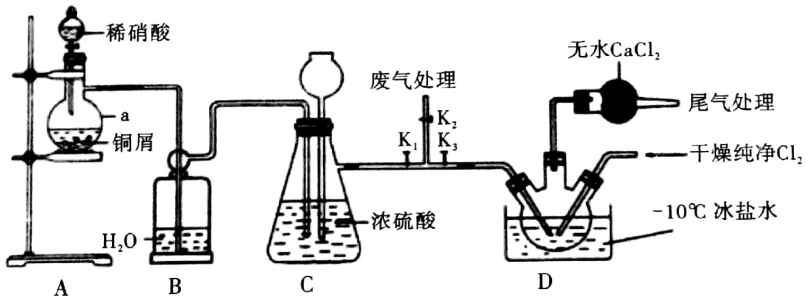 稀硝酸
a
铜屑
H₂O
A
B
C
浓硫酸
废气处理
K₁
K₂
K₃
无水CaCl₂
尾气处理
干燥纯净Cl₂
-10℃ 冰盐水
D